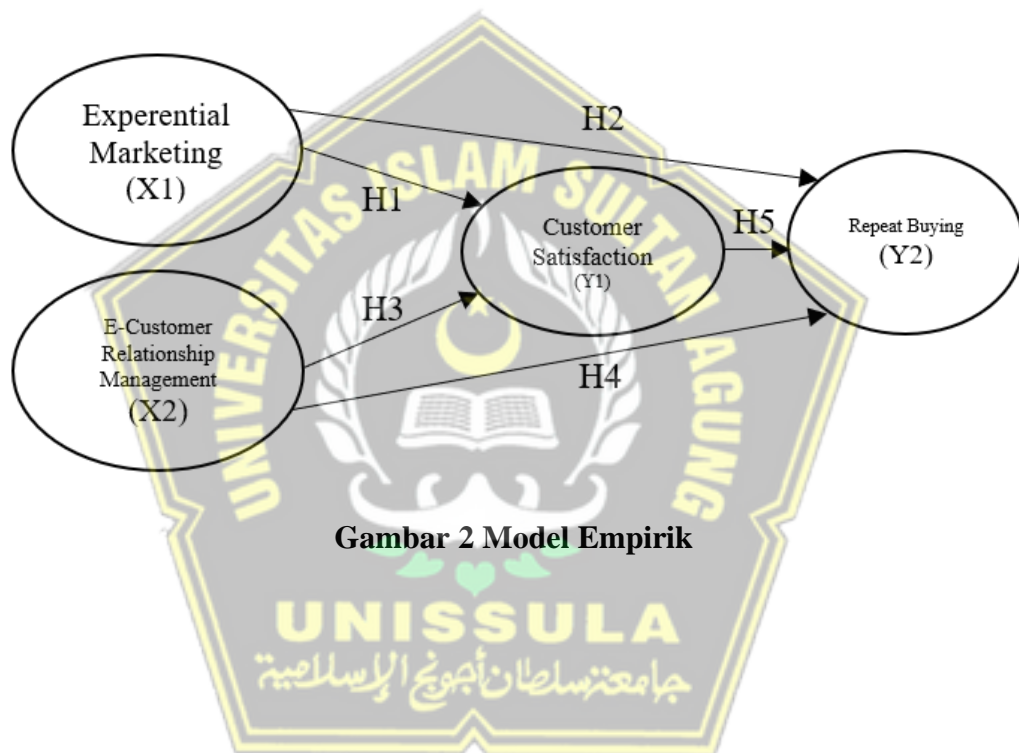 Experential
Marketing
(X1)
H2
H1
Customer
Satisfaction
(Y1)
H5
Repeat Buying
(Y2)
E-Customer
Relationship
Management
(X2)
H3
H4
UNIVERSITAS ISLAM SULTAN AGUNG
Gambar 2 Model Empirik
UNISSULA
جامعة سلطان أجونج الإسلامية